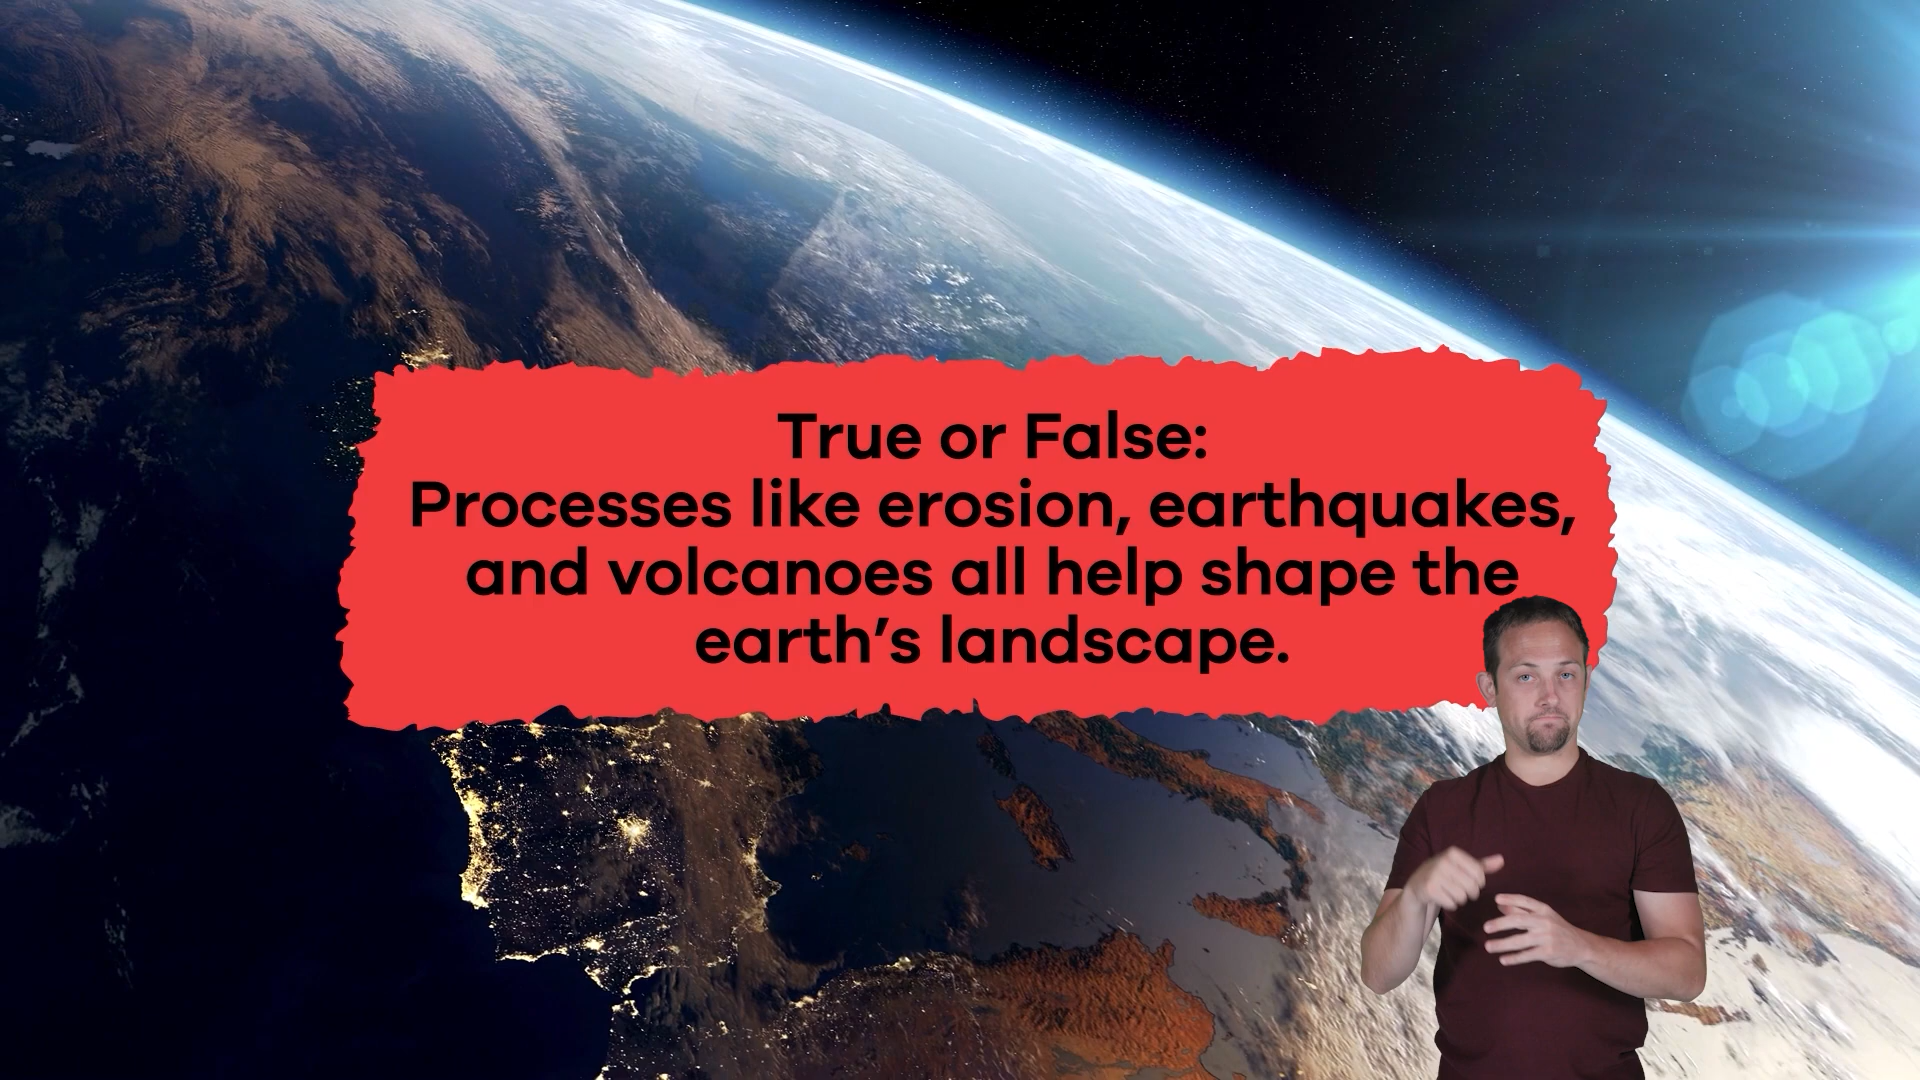 True or False:
Processes like erosion, earthquakes,
and volcanoes all help shape the
earth’s landscape.